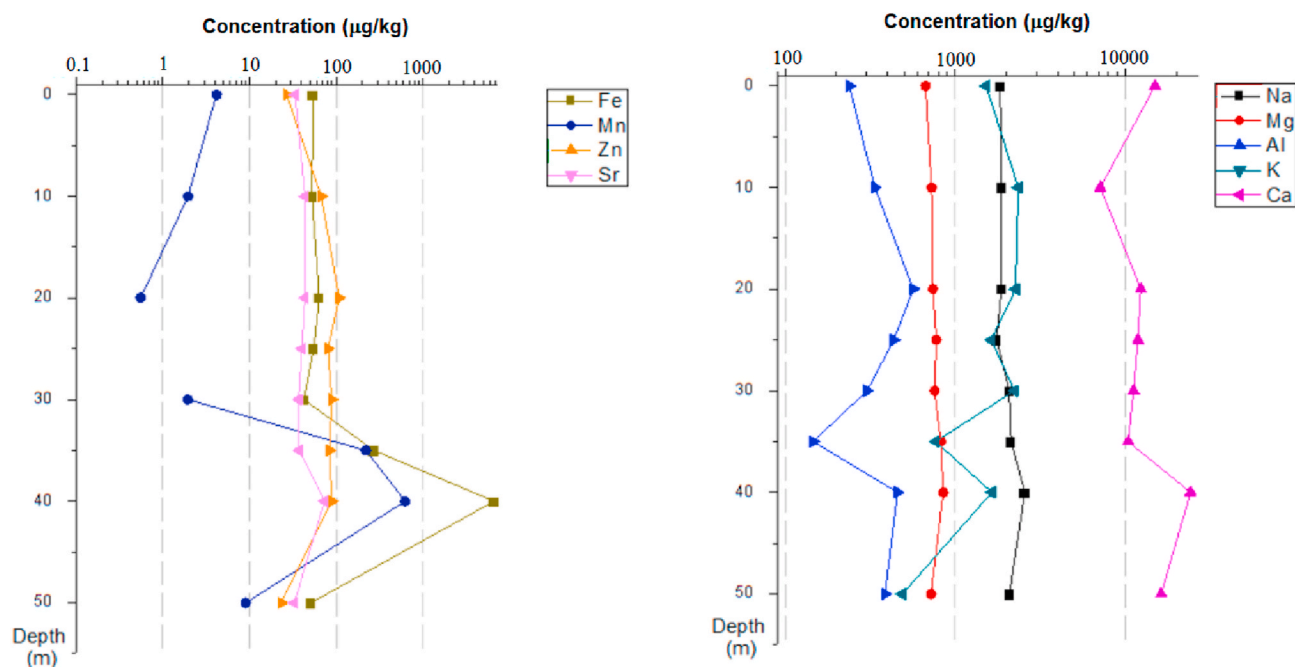 Concentration (µg/kg)
0.1 1 10 100 1000
0
10
20
30
40
50
Depth
(m)
Fe
Mn
Zn
Sr
Concentration (µg/kg)
100 1000 10000
0
10
20
30
40
50
Depth
(m)
Na
Mg
Al
K
Ca